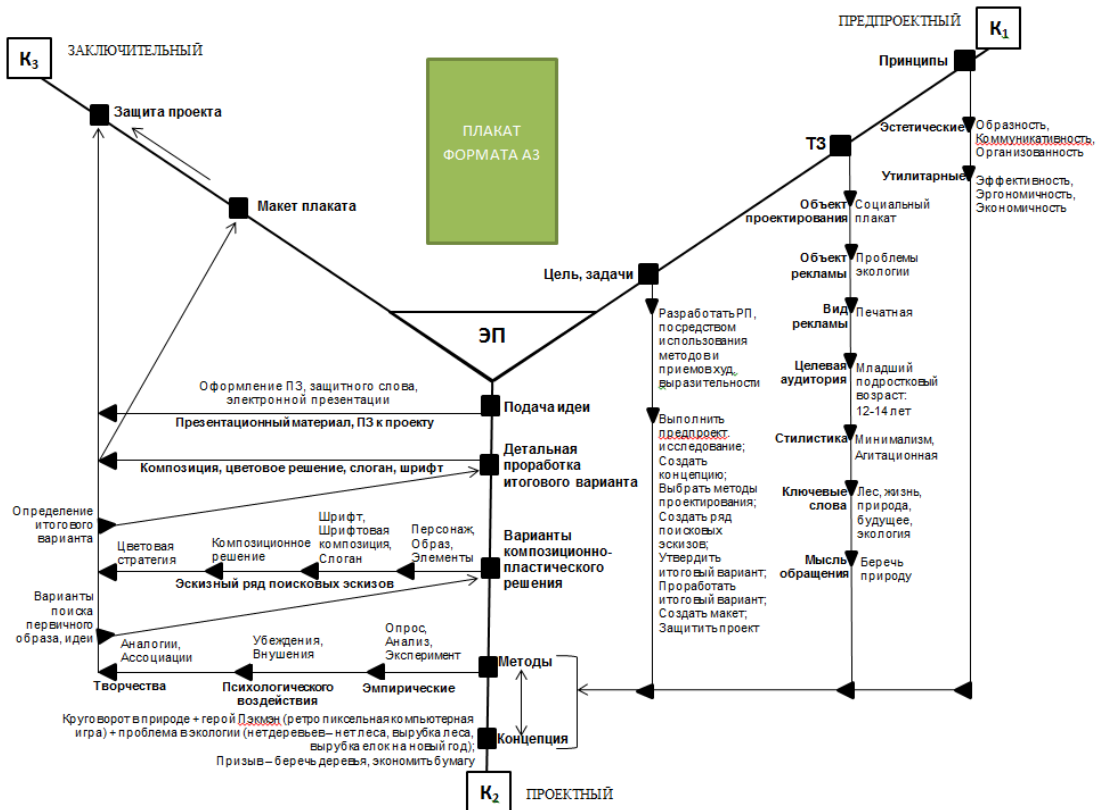 ПРЕДПРОЕКТНЫЙ
К1
К3
ЗАКЛЮЧИТЕЛЬНЫЙ
Принципы
Защита проекта
ПЛАКАТ
ФОРМАТА А3
ТЗ
Эстетические
Образность,
Коммуникативность,
Организованность
Утилитарные
Эффективность,
Эргономичность,
Экономичность
Макет плаката
Объект
проектирования
Социальный
плакат
Объект
рекламы
Проблемы
экологии
Цель, задачи
Вид
рекламы
Печатная
ЭП
Разработать РП,
посредством
использования
методов и
приемов худ.
выразительности
Целевая
аудитория
Младший
подростковый
возраст:
12-14 лет
Оформление ПЗ, защитного слова,
электронной презентации
Презентационный материал, ПЗ к проекту
Подача идеи
Выполнить
предпроект.
исследование;
Создать
концепцию;
Выбрать методы
проектирования;
Создать ряд
поисковых
эскизов;
Утвердить
итоговый вариант;
Проработать
итоговый вариант;
Создать макет;
Защитить проект
Стилистика
Минимализм,
Агитационная
Композиция, цветовое решение, слоган, шрифт
Детальная
проработка
итогового варианта
Ключевые
слова
Лес, жизнь,
природа,
будущее,
экология
Определение
итогового
варианта
Цветовая
стратегия
Композиционное
решение
Шрифт,
Шрифтовая
композиция,
Слоган
Персонаж,
Образ,
Элементы
Варианты
композиционно-
пластического
решения
Эскизный ряд поисковых эскизов
Мысль
обращения
Беречь
природу
Варианты
поиска
первичного
образа, идеи
Аналогии,
Ассоциации
Убеждения,
Внушения
Опрос,
Анализ,
Эксперимент
Методы
Творчества
Психологического
воздействия
Эмпирические
Круговорот в природе + герой Пэкмэн (ретро пиксельная компьютерная
игра) + проблема в экологии (нет деревьев – нет леса, вырубка леса,
вырубка елок на новый год);
Призыв – беречь деревья, экономить бумагу
Концепция
К2
ПРОЕКТНЫЙ